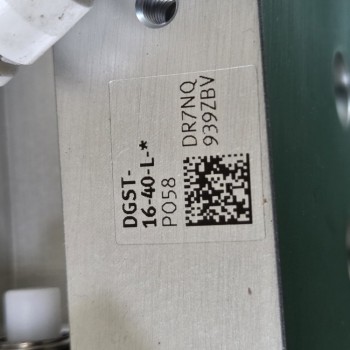 DGST-
16-40-L-*
P058
DR7NQ
939ZBV